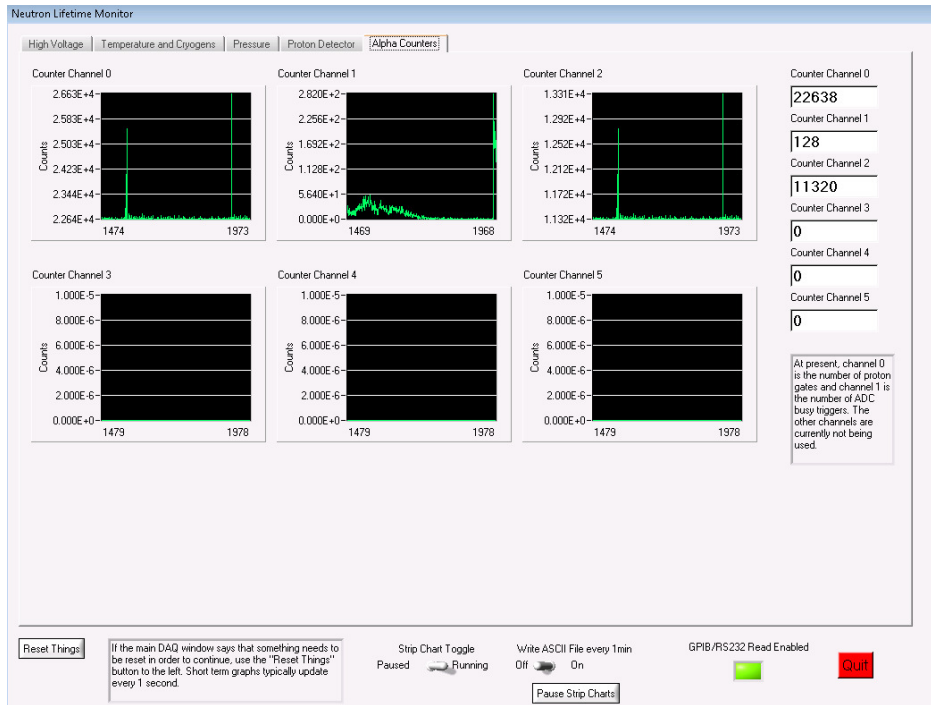 Neutron Lifetime Monitor
High Voltage
Temperature and Cryogens
Pressure
Proton Detector
Alpha Counters
Counter Channel 0
Counts
2.663E+4
2.583E+4
2.503E+4
2.423E+4
2.344E+4
2.264E+4
1474
1973
Counter Channel 1
Counts
2.820E+2
2.256E+2
1.692E+2
1.128E+2
5.640E+1
0.000E+0
1469
1968
Counter Channel 2
Counts
1.331E+4
1.292E+4
1.252E+4
1.212E+4
1.172E+4
1.132E+4
1474
1973
Counter Channel 0
22638
Counter Channel 1
128
Counter Channel 2
11320
Counter Channel 3
0
Counter Channel 4
0
Counter Channel 5
0
Counter Channel 3
Counts
1.000E-5
8.000E-6
6.000E-6
4.000E-6
2.000E-6
0.000E+0
1479
1978
Counter Channel 4
Counts
1.000E-5
8.000E-6
6.000E-6
4.000E-6
2.000E-6
0.000E+0
1479
1978
Counter Channel 5
Counts
1.000E-5
8.000E-6
6.000E-6
4.000E-6
2.000E-6
0.000E+0
1479
1978
At present, channel 0
is the number of proton
gates and channel 1 is
the number of ADC
busy triggers. The
other channels are
currently not being
used.
Reset Things
If the main DAQ window says that something needs to
be reset in order to continue, use the "Reset Things"
button to the left. Short term graphs typically update
every 1 second.
Strip Chart Toggle
Paused
Running
Write ASCII File every 1min
Off
On
Pause Strip Charts
GPIB/RS232 Read Enabled
Quit